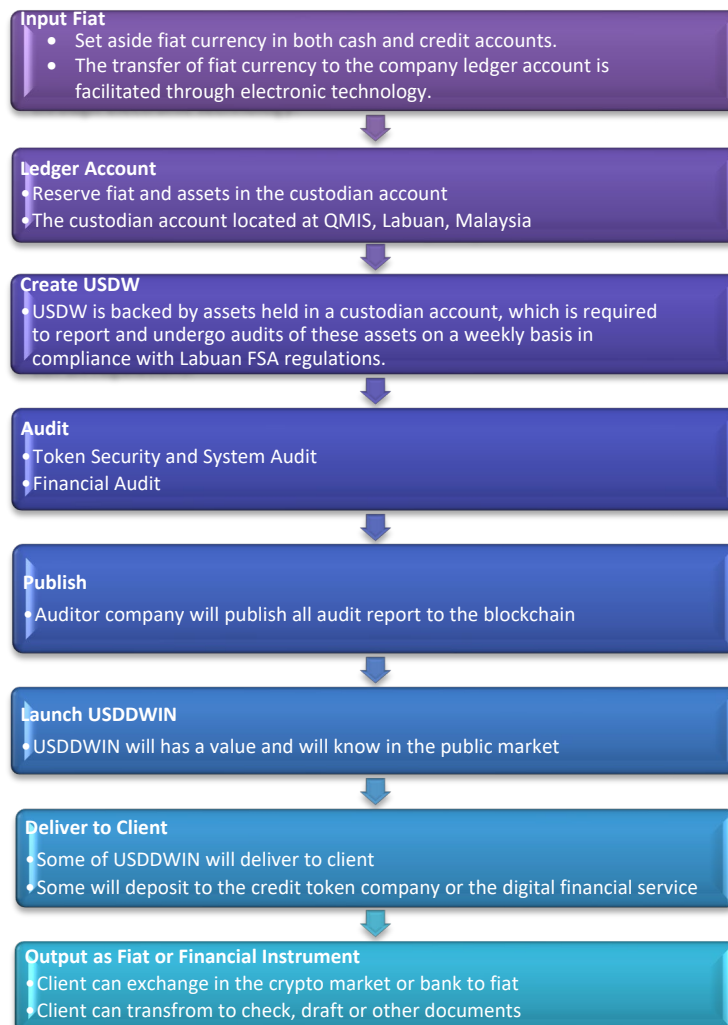 Input Fiat
• Set aside fiat currency in both cash and credit accounts.
• The transfer of fiat currency to the company ledger account is
facilitated through electronic technology.
Ledger Account
•Reserve fiat and assets in the custodian account
•The custodian account located at QMIS, Labuan, Malaysia
Create USDW
•USDW is backed by assets held in a custodian account, which is required
to report and undergo audits of these assets on a weekly basis in
compliance with Labuan FSA regulations.
Audit
•Token Security and System Audit
•Financial Audit
Publish
•Auditor company will publish all audit report to the blockchain
Launch USDDWIN
•USDDWIN will has a value and will know in the public market
Deliver to Client
•Some of USDDWIN will deliver to client
•Some will deposit to the credit token company or the digital financial service
Output as Fiat or Financial Instrument
•Client can exchange in the crypto market or bank to fiat
•Client can transfrom to check, draft or other documents